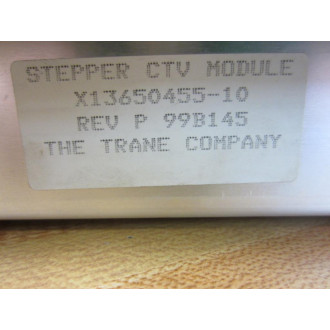 STEPPER CTV MODULE
X13650455-10
REV P 99B145
THE TRANE COMPANY